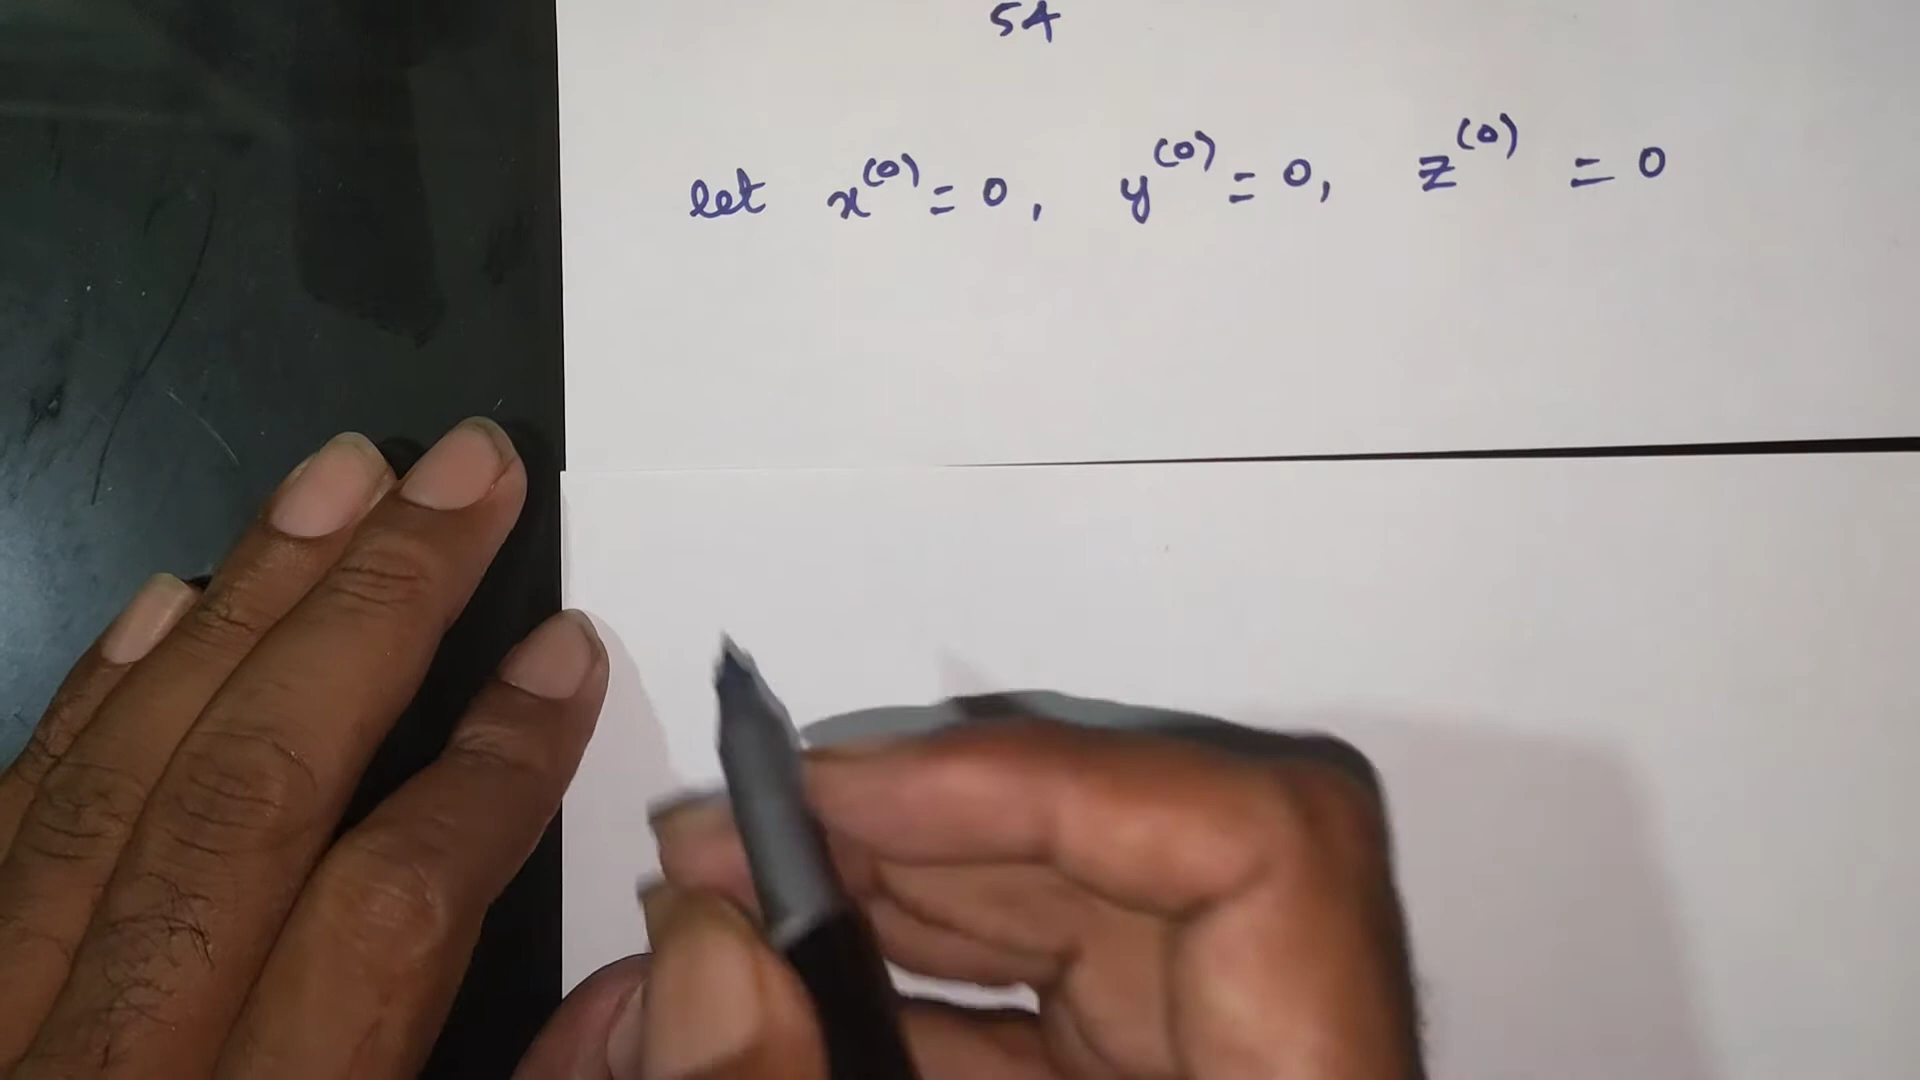 54
let x^(0) = 0, y^(0) = 0, z^(0) = 0